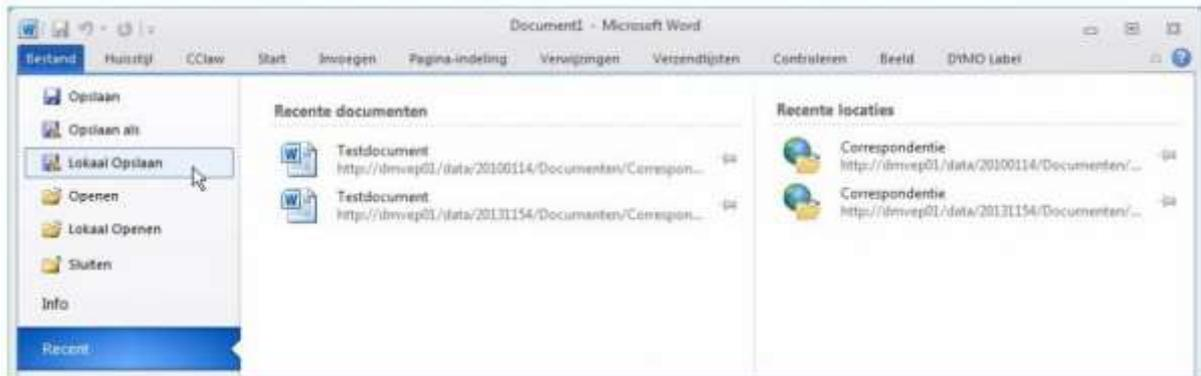 Document1 - Microsoft Word
Bestand Huisstijl CClaw Start Invoegen Pagina-indeling Verwijzingen Verzendlijsten Controleren Beeld DYMO Label
Opslaan
Opslaan als
Lokaal Opslaan
Openen
Lokaal Openen
Sluiten
Info
Recent
Recente documenten
Testdocument
http://dmvep01/data/20100114/Documenten/Correspon...
Testdocument
http://dmvep01/data/20131154/Documenten/Correspon...
Recente locaties
Correspondentie
http://dmvep01/data/20100114/Documenten/...
Correspondentie
http://dmvep01/data/20131154/Documenten/...